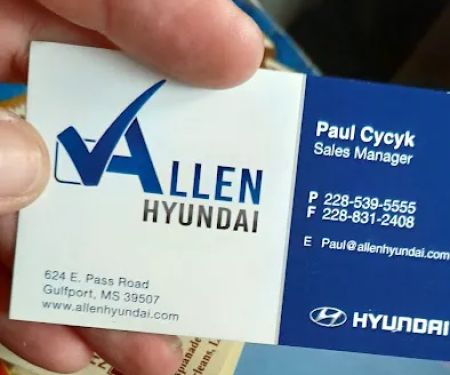 ALLEN
HYUNDAI
624 E. Pass Road
Gulfport, MS 39507
www.allenhyundai.com
Paul Cycyk
Sales Manager
P 228-539-5555
F 228-831-2408
E Paul@allenhyundai.com
HYUNDAI